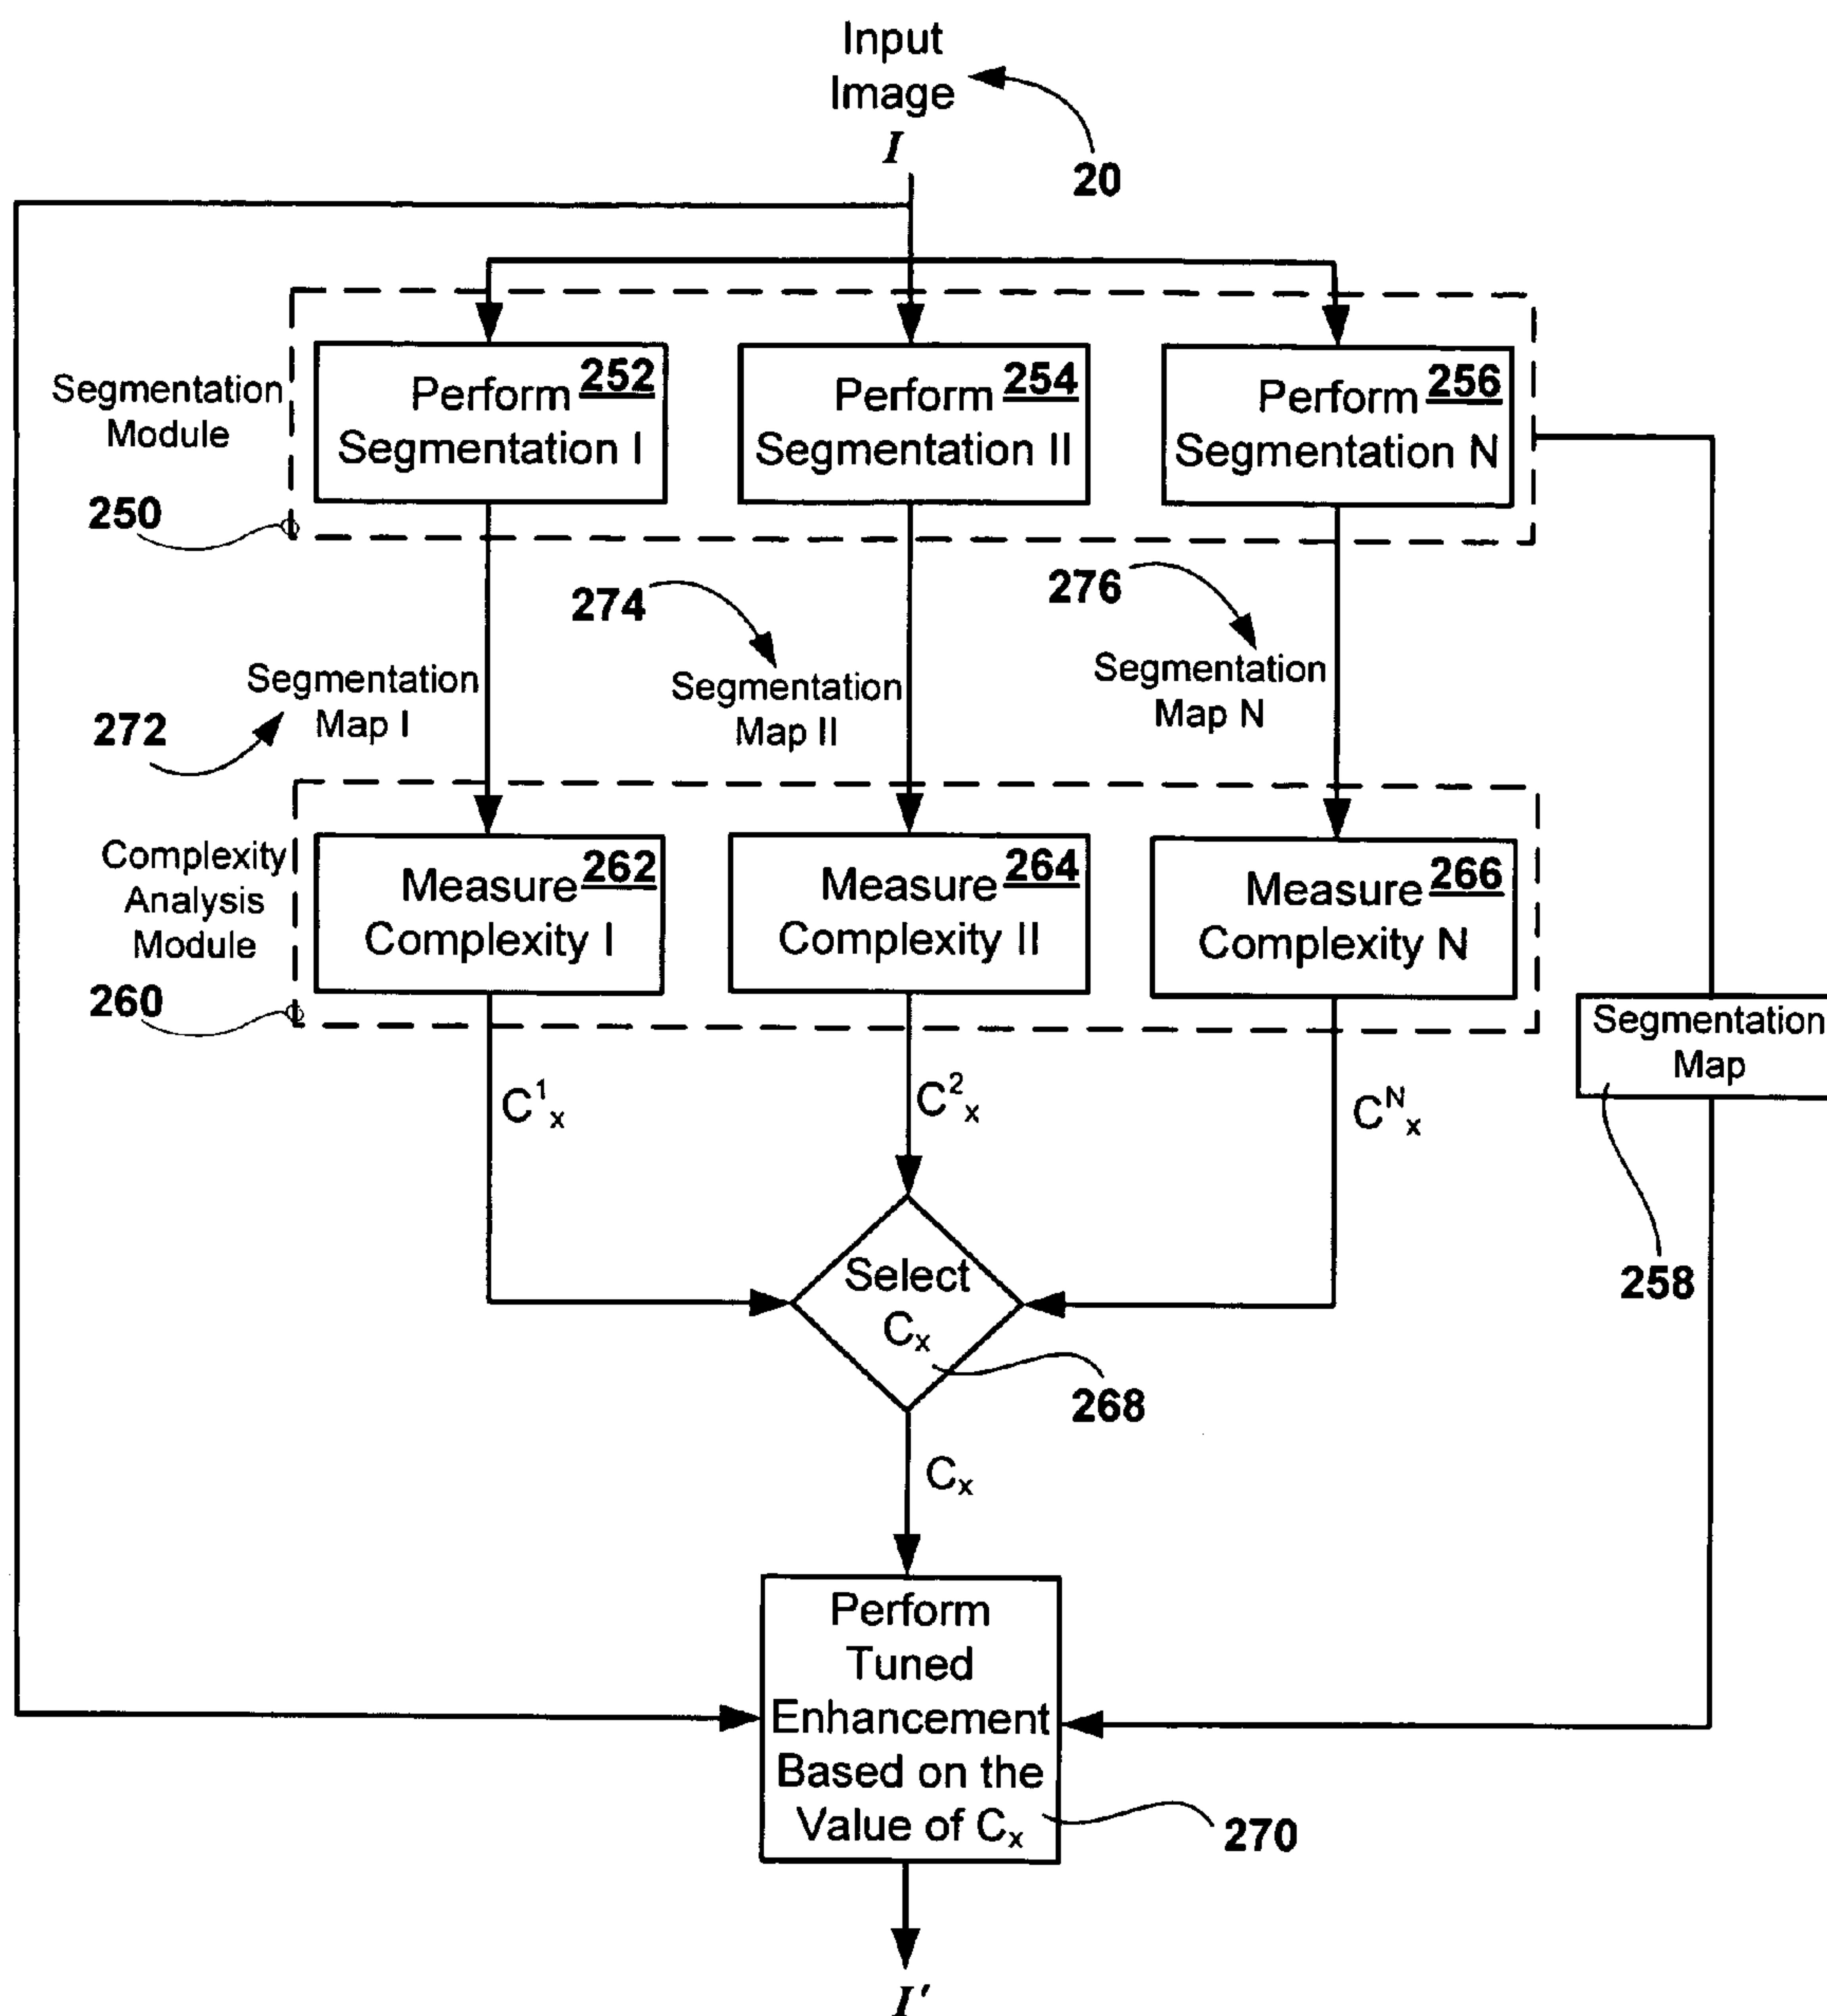 Input
Image
I
20
Segmentation
Module
250
Perform 252
Segmentation I
Perform 254
Segmentation II
Perform 256
Segmentation N
274
276
Segmentation
Map I
272
Segmentation
Map II
Segmentation
Map N
Complexity
Analysis
Module
260
Measure 262
Complexity I
Measure 264
Complexity II
Measure 266
Complexity N
Segmentation
Map
258
C¹ₓ
C²ₓ
Cᴺₓ
Select
Cₓ
268
Cₓ
Perform
Tuned
Enhancement
Based on the
Value of Cₓ
270
I'